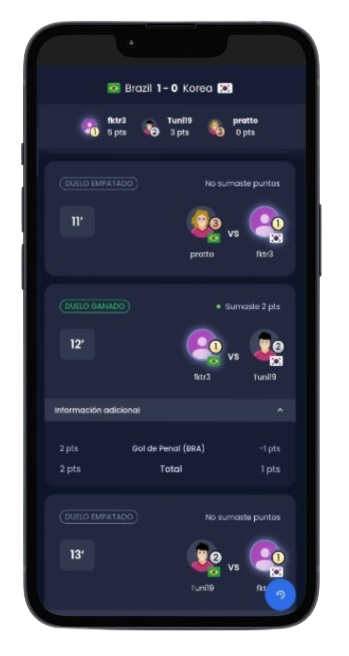 Brazil 1 - 0 Korea
fktr3 Tuni19 pratto
1 2 3
5 pts 3 pts 0 pts
DUELO EMPATADO No sumaste puntos
11' 3 VS 1
pratto fktr3
DUELO GANADO Sumaste 2 pts
12' 1 VS 2
fktr3 Tuni19
Información adicional
2 pts Gol de Penal (BRA) -1 pts
2 pts Total 1 pts
DUELO EMPATADO No sumaste puntos
13' 2 VS 1
Tuni19 fkt